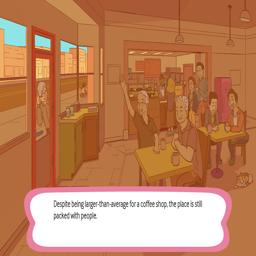 Despite being larger-than-average for a coffee shop, the place is still
packed with people.